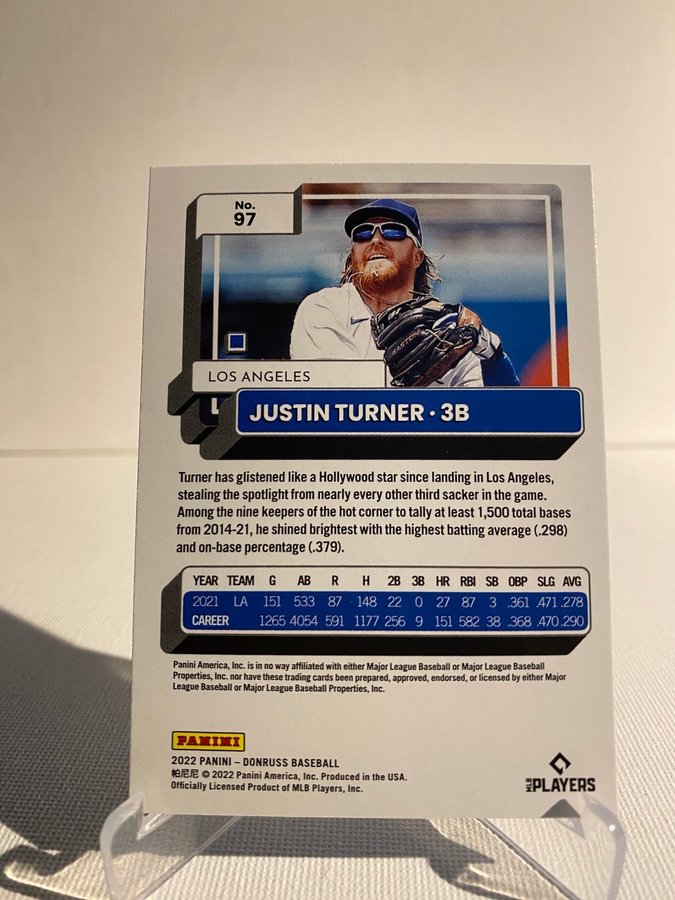 No.
97
LOS ANGELES
JUSTIN TURNER • 3B
Turner has glistened like a Hollywood star since landing in Los Angeles,
stealing the spotlight from nearly every other third sacker in the game.
Among the nine keepers of the hot corner to tally at least 1,500 total bases
from 2014-21, he shined brightest with the highest batting average (.298)
and on-base percentage (.379).
YEAR TEAM G AB R H 2B 3B HR RBI SB OBP SLG AVG
2021 LA 151 533 87 148 22 0 27 87 3 .361 .471 .278
CAREER 1265 4054 591 1177 256 9 151 582 38 .368 .470 .290
Panini America, Inc. is in no way affiliated with either Major League Baseball or Major League Baseball
Properties, Inc. nor have these trading cards been prepared, approved, endorsed, or licensed by either Major
League Baseball or Major League Baseball Properties, Inc.
PANINI
2022 PANINI – DONRUSS BASEBALL
帕尼尼 © 2022 Panini America, Inc. Produced in the USA.
Officially Licensed Product of MLB Players, Inc.
MLB PLAYERS